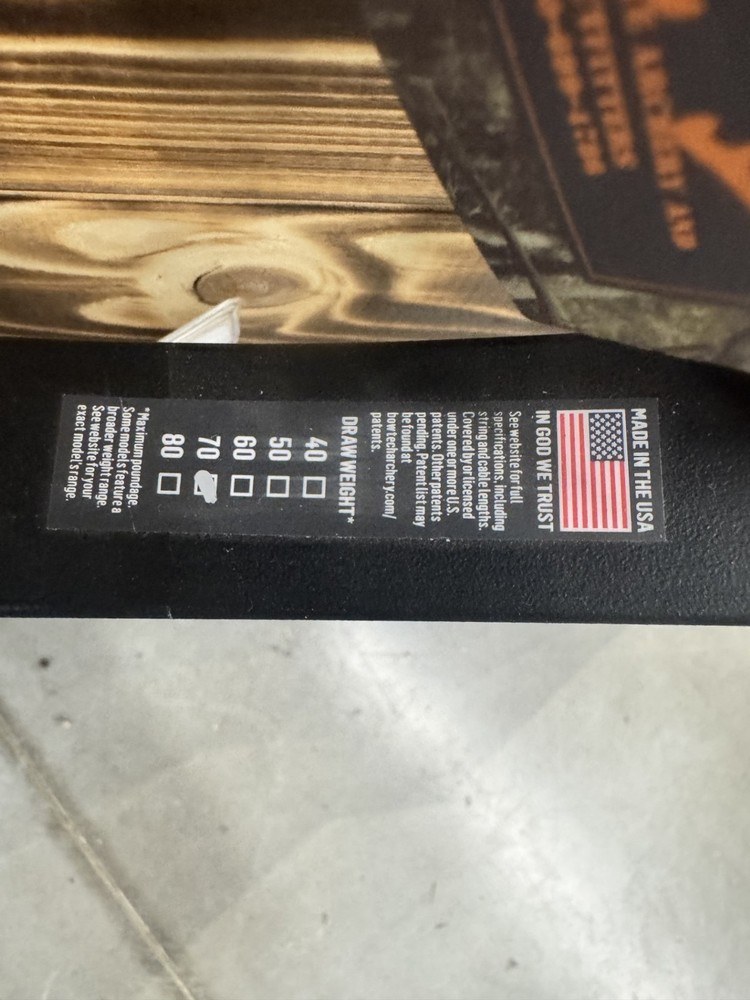 MADE IN THE USA
IN GOD WE TRUST
See website for full
specifications, including
string and cable lengths.
Covered by or licensed
under one or more U.S.
patents. Other patents
pending. Patent list may
be found at
bowtecharchery.com/
patents.
DRAW WEIGHT*
40
50
60
70
80
*Maximum poundage.
Some models feature a
broader weight range.
See website for your
exact model's range.
ARCHERY